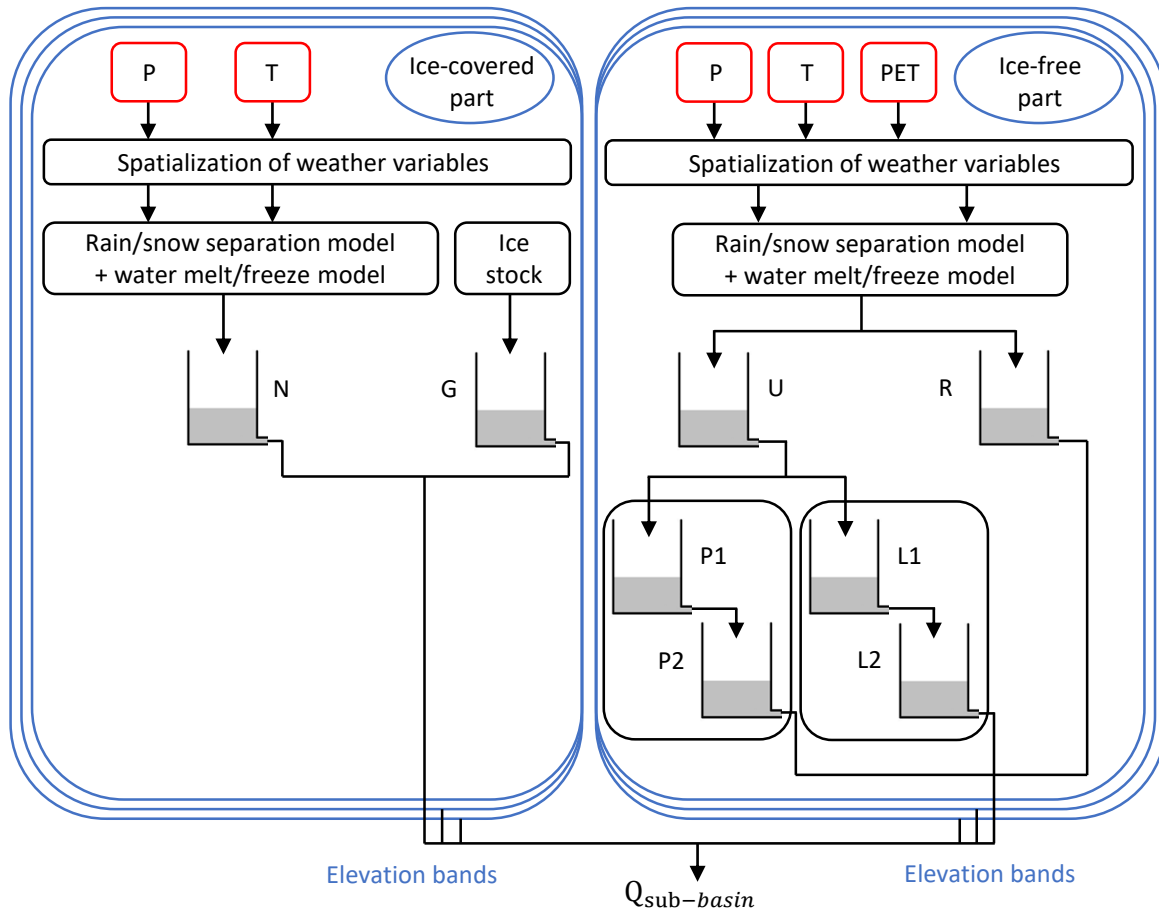 P
T
Ice-covered
part
Spatialization of weather variables
Rain/snow separation model
+ water melt/freeze model
Ice
stock
N
G
Elevation bands
P
T
PET
Ice-free
part
Spatialization of weather variables
Rain/snow separation model
+ water melt/freeze model
U
R
P1
L1
P2
L2
Elevation bands
Qsub−basin